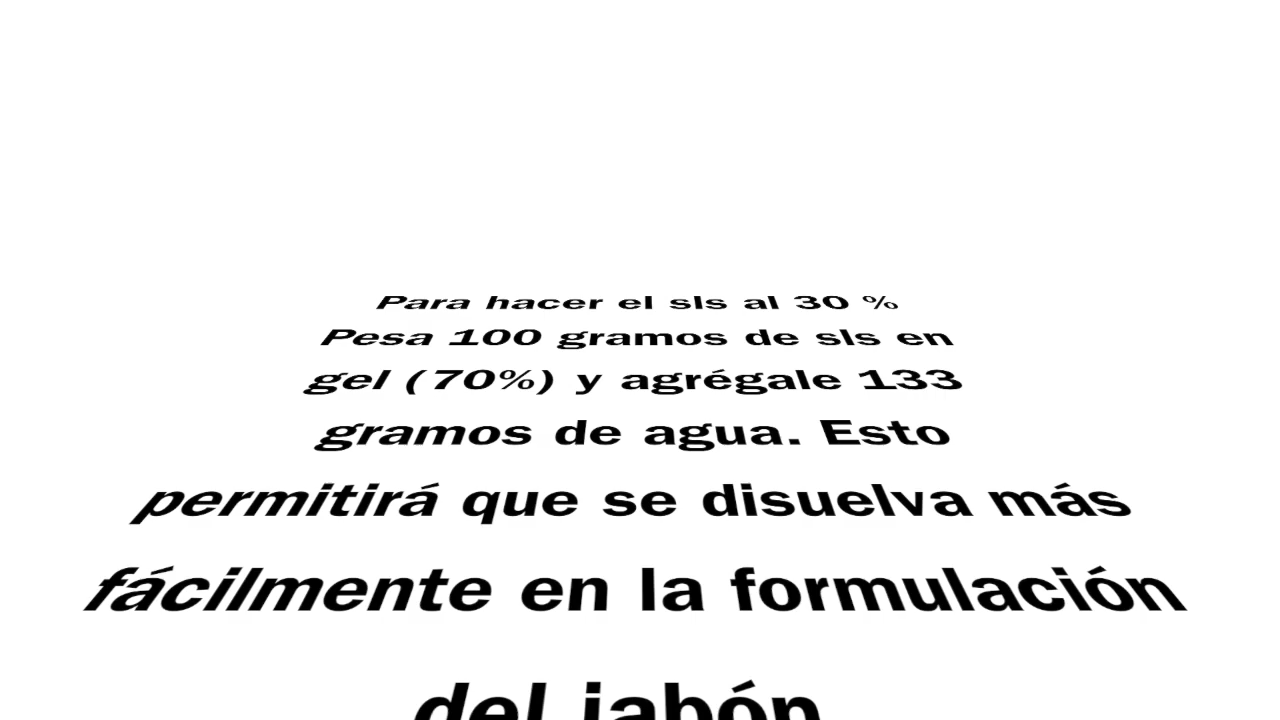 Para hacer el sls al 30 %
Pesa 100 gramos de sls en
gel (70%) y agrégale 133
gramos de agua. Esto
permitirá que se disuelva más
fácilmente en la formulación
del jabón